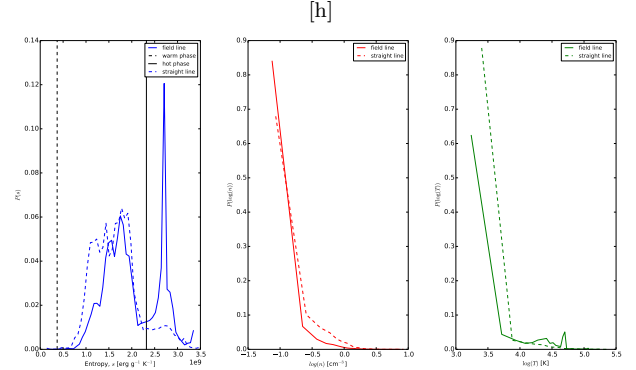 [h]
0.14
0.12
0.10
0.08
0.06
0.04
0.02
0.00
P(s)
0.0 0.5 1.0 1.5 2.0 2.5 3.0 3.5
1e9
Entropy, s [erg g⁻¹ K⁻¹]
field line
warm phase
hot phase
straight line
0.9
0.8
0.7
0.6
0.5
0.4
0.3
0.2
0.1
0.0
P(log(n))
−1.5 −1.0 −0.5 0.0 0.5 1.0
log(n) [cm⁻³]
field line
straight line
0.9
0.8
0.7
0.6
0.5
0.4
0.3
0.2
0.1
0.0
P(log(T))
3.0 3.5 4.0 4.5 5.0 5.5
log(T) [K]
field line
straight line